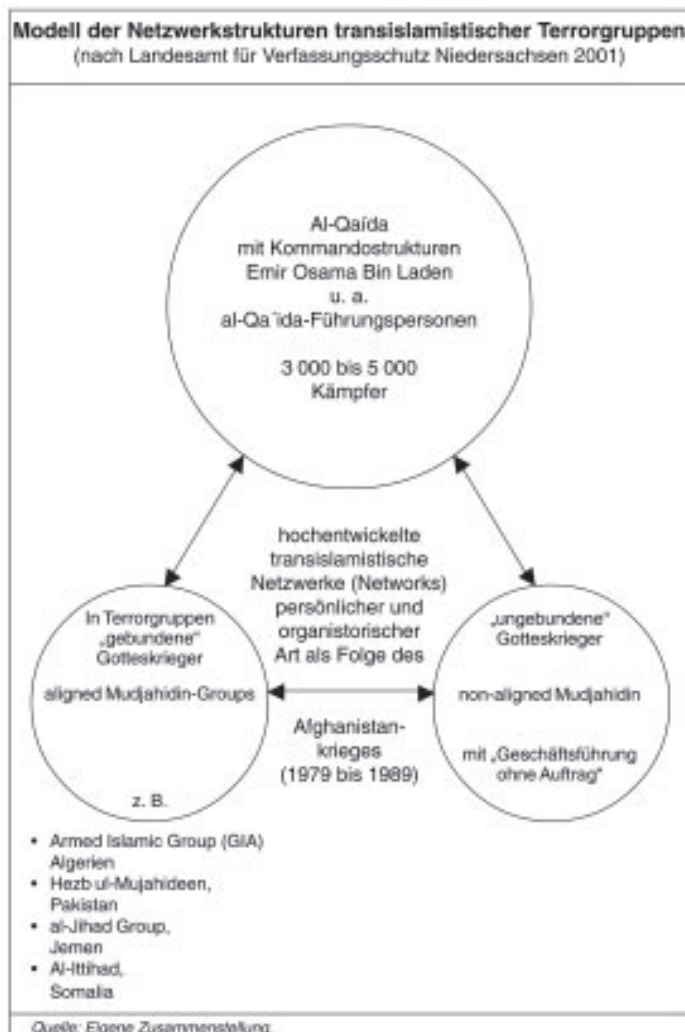 Modell der Netzwerkstrukturen transislamistischer Terrorgruppen
(nach Landesamt für Verfassungsschutz Niedersachsen 2001)
Al-Qaída
mit Kommandostrukturen
Emir Osama Bin Laden
u. a.
al-Qa´ida-Führungspersonen
3 000 bis 5 000
Kämpfer
hochentwickelte
transislamistische
Netzwerke (Networks)
persönlicher und
organistorischer
Art als Folge des
Afghanistan-
krieges
(1979 bis 1989)
In Terrorgruppen
„gebundene“
Gotteskrieger
aligned Mudjahidin-Groups
z. B.
„ungebundene“
Gotteskrieger
non-aligned Mudjahidin
mit „Geschäftsführung
ohne Auftrag“
• Armed Islamic Group (GIA)
Algerien
• Hezb ul-Mujahideen,
Pakistan
• al-Jihad Group,
Jemen
• Al-Ittihad,
Somalia
Quelle: Eigene Zusammenstellung.